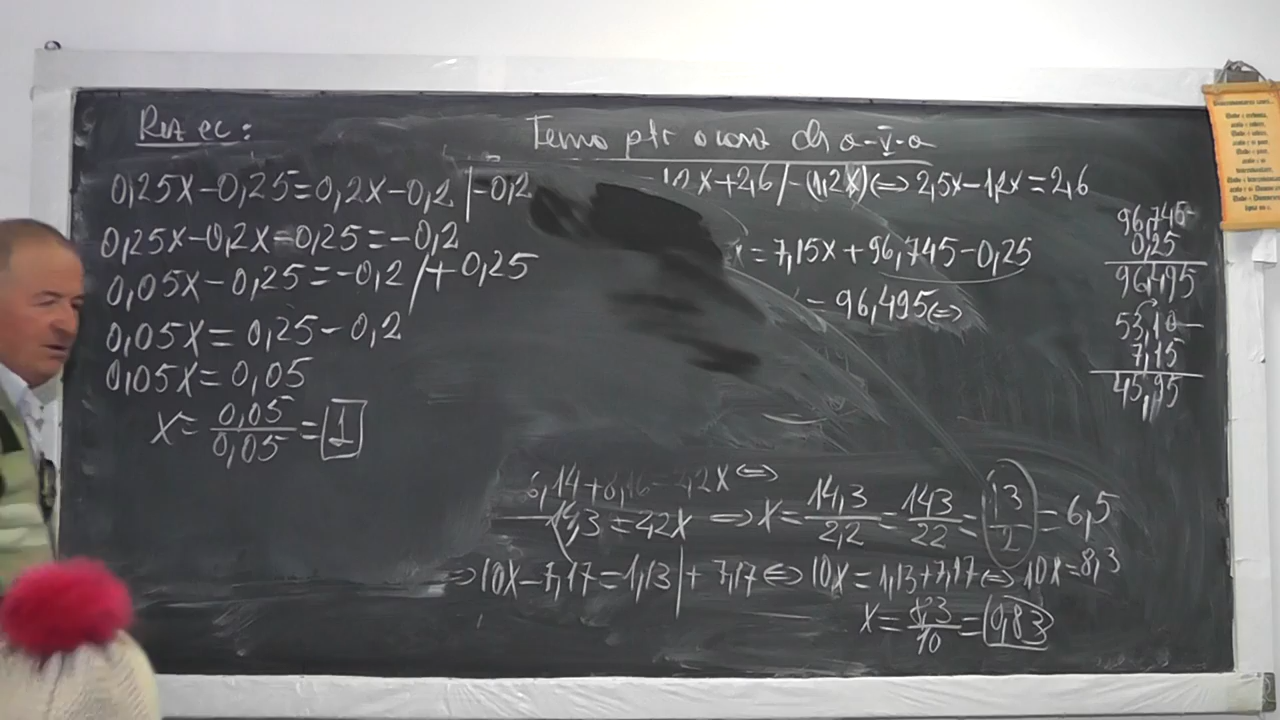 Rez ec:
0,25x-0,25=0,2x-0,2 |-0,2
0,25x-0,2x-0,25=-0,2
0,05x-0,25=-0,2/+0,25
0,05x=0,25-0,2
0,05x=0,05
x=0,05/0,05=1
Tema ptr
x+2,6/-(1,2x)⇔2,5x-1,2x=2,6
x=7,15x+96,745-0,25
-96,495⇔
6,14+8,16=2,2x⇔
14,3=2,2x ⇒x=14,3/2,2=143/22=13/2=6,5
⇒10x-7,17=1,13|+7,17⇔10x=1,13+7,17⇔10x=8,3
x=8,3/10=0,83
96,745-
0,25
96,495
53,10-
7,15
45,95